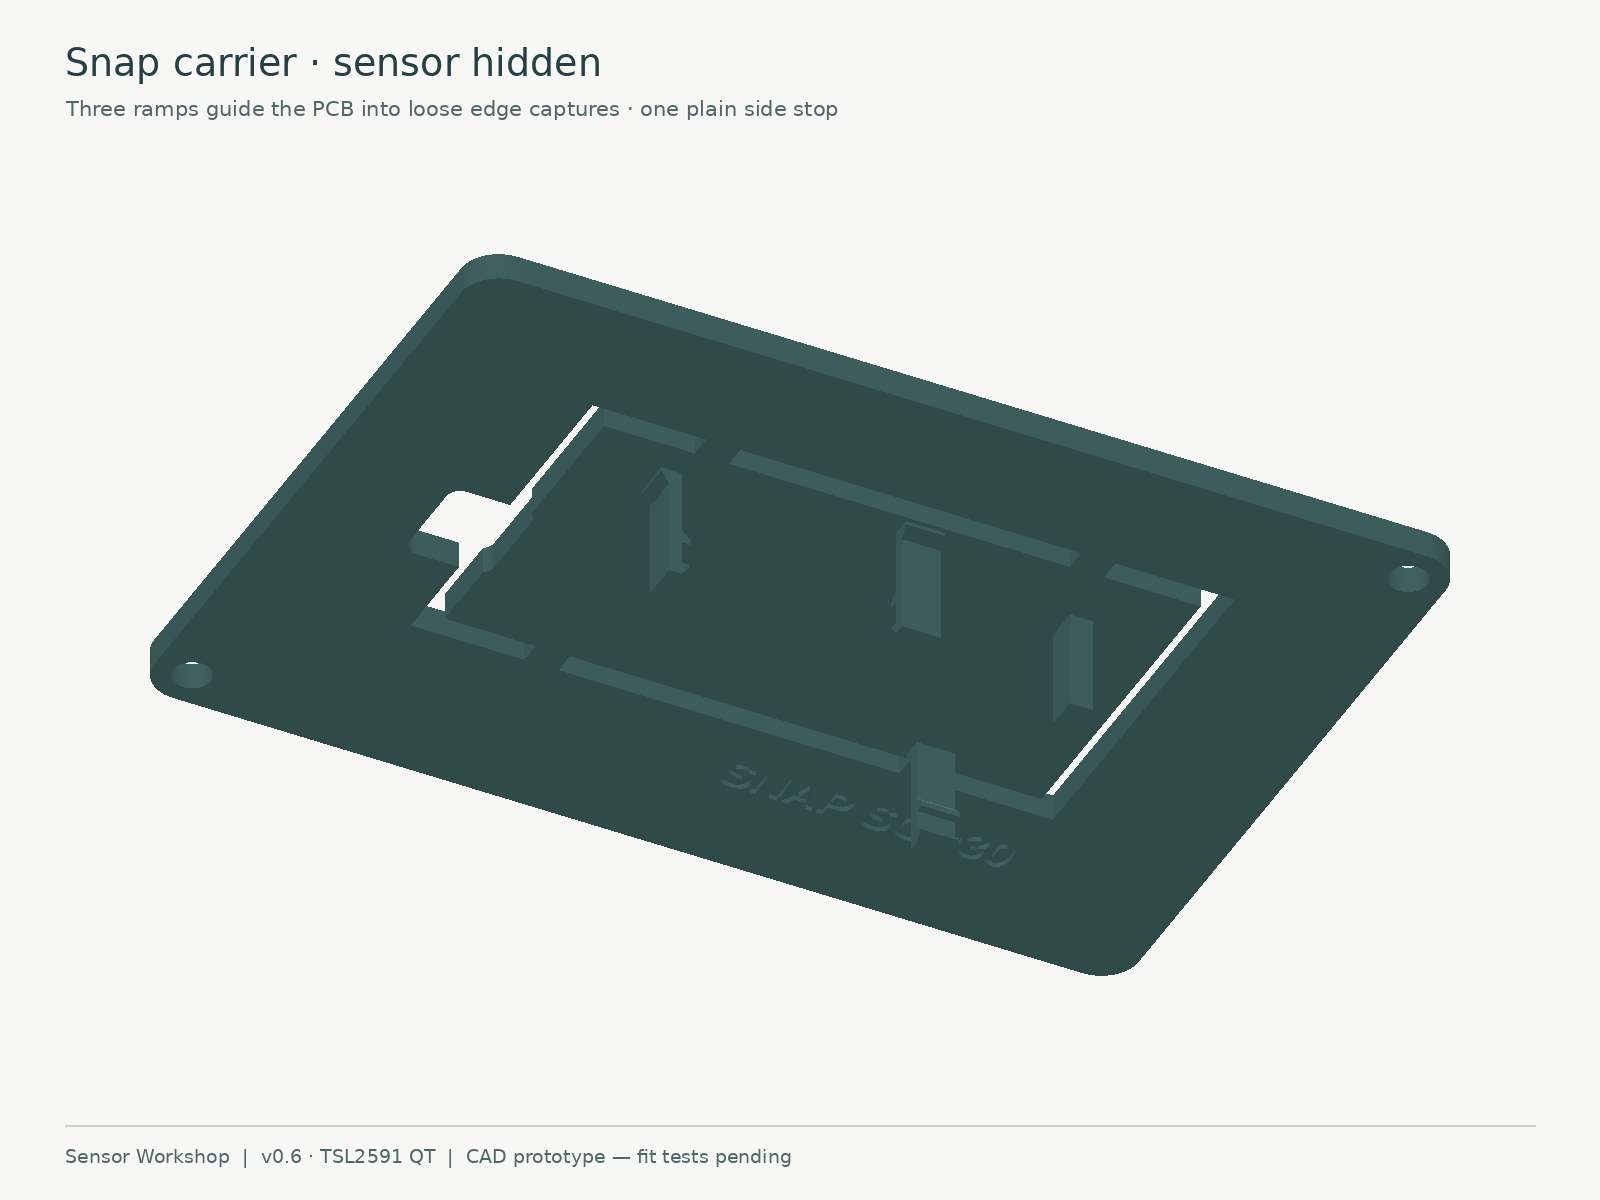 Snap carrier · sensor hidden
Three ramps guide the PCB into loose edge captures · one plain side stop
SNAP
Sensor Workshop | v0.6 · TSL2591 QT | CAD prototype — fit tests pending